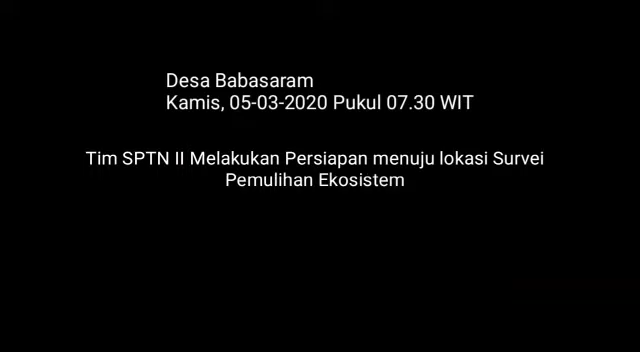 Desa Babasaram
Kamis, 05-03-2020 Pukul 07.30 WIT
Tim SPTN II Melakukan Persiapan menuju lokasi Survei
Pemulihan Ekosistem